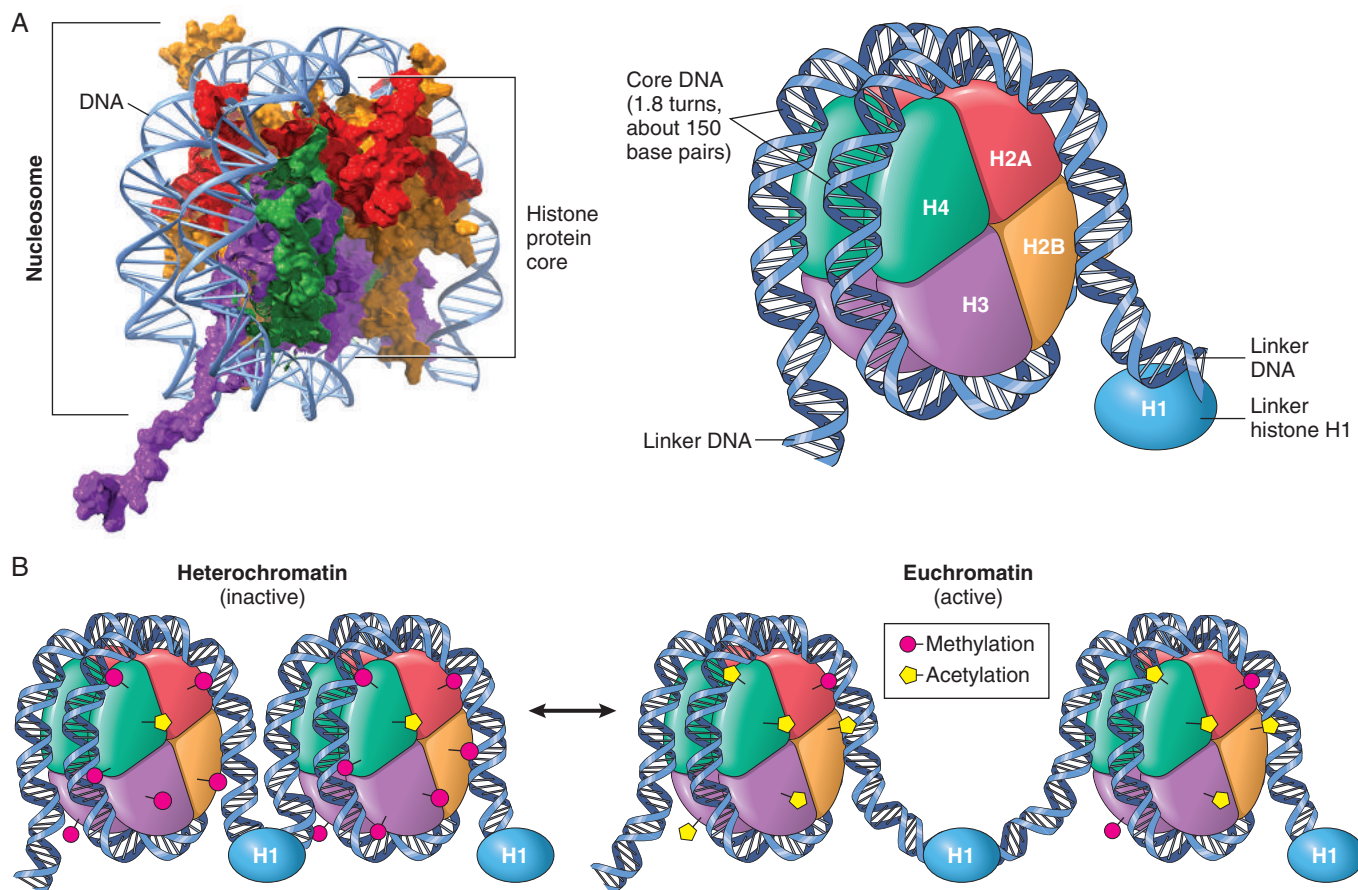 A
Nucleosome
DNA
Histone
protein
core
Core DNA
(1.8 turns,
about 150
base pairs)
H2A
H4
H2B
H3
Linker
DNA
H1
Linker
histone H1
Linker DNA
B
Heterochromatin
(inactive)
Euchromatin
(active)
Methylation
Acetylation
H1
H1
H1
H1